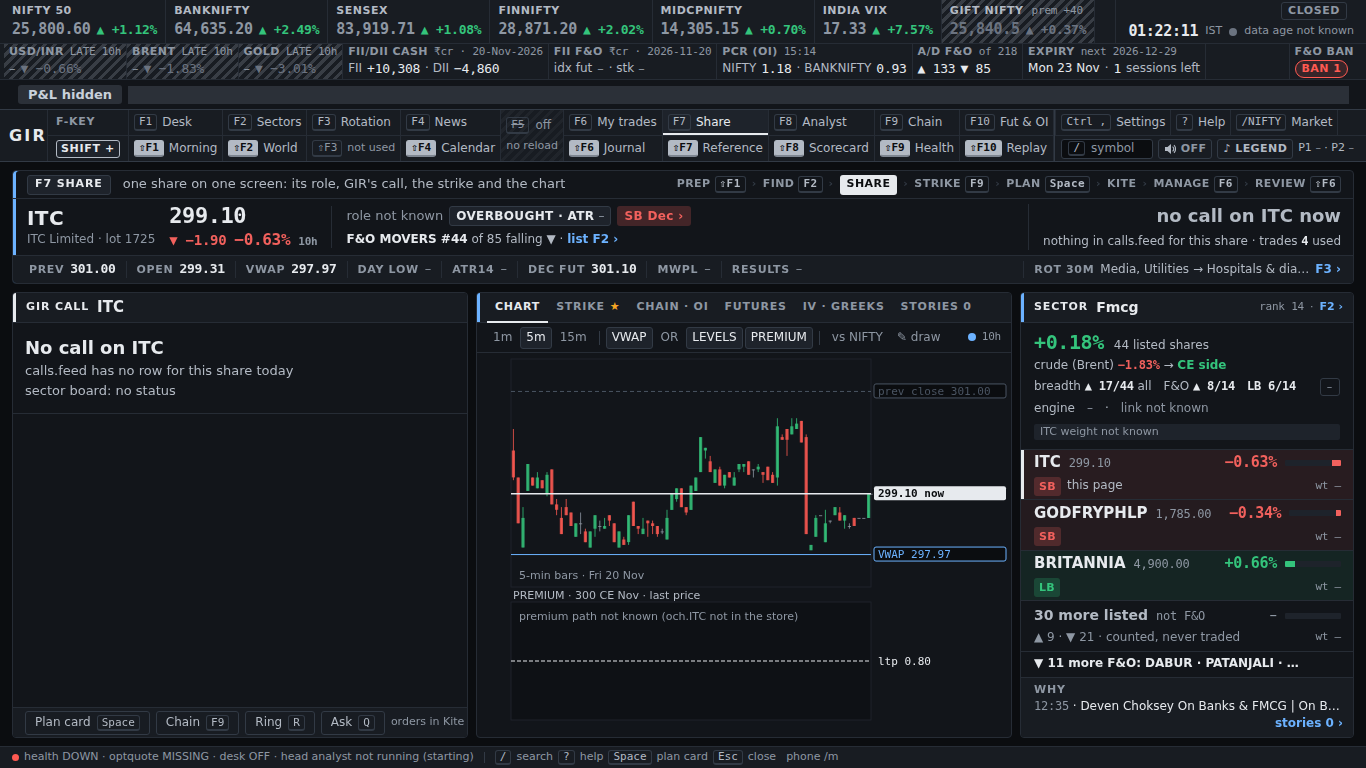 NIFTY 50 BANKNIFTY SENSEX FINNIFTY MIDCPNIFTY INDIA VIX GIFT NIFTY prem +40 CLOSED
25,800.60 ▲ +1.12% 64,635.20 ▲ +2.49% 83,919.71 ▲ +1.08% 28,871.20 ▲ +2.02% 14,305.15 ▲ +0.70% 17.33 ▲ +7.57% 25,840.5 ▲ +0.37% 01:22:11 IST ● data age not known
USD/INR LATE 10h BRENT LATE 10h GOLD LATE 10h FII/DII CASH ₹cr · 20-Nov-2026 FII F&O ₹cr · 2026-11-20 PCR (OI) 15:14 A/D F&O of 218 EXPIRY next 2026-12-29 F&O BAN
– ▼ −0.66% – ▼ −1.83% – ▼ −3.01% FII +10,308 · DII −4,860 idx fut – · stk – NIFTY 1.18 · BANKNIFTY 0.93 ▲ 133 ▼ 85 Mon 23 Nov · 1 sessions left BAN 1
P&L hidden
GIR F-KEY F1 Desk F2 Sectors F3 Rotation F4 News F5 off F6 My trades F7 Share F8 Analyst F9 Chain F10 Fut & OI Ctrl , Settings ? Help /NIFTY Market
SHIFT + ⇧F1 Morning ⇧F2 World ⇧F3 not used ⇧F4 Calendar no reload ⇧F6 Journal ⇧F7 Reference ⇧F8 Scorecard ⇧F9 Health ⇧F10 Replay / symbol OFF ♪ LEGEND P1 – · P2 –
F7 SHARE one share on one screen: its role, GIR's call, the strike and the chart PREP ⇧F1 › FIND F2 › SHARE › STRIKE F9 › PLAN Space › KITE › MANAGE F6 › REVIEW ⇧F6
ITC 299.10 role not known OVERBOUGHT · ATR – SB Dec › no call on ITC now
ITC Limited · lot 1725 ▼ −1.90 −0.63% 10h F&O MOVERS #44 of 85 falling ▼ · list F2 › nothing in calls.feed for this share · trades 4 used
PREV 301.00 OPEN 299.31 VWAP 297.97 DAY LOW – ATR14 – DEC FUT 301.10 MWPL – RESULTS – ROT 30M Media, Utilities → Hospitals & dia… F3 ›
GIR CALL ITC
No call on ITC
calls.feed has no row for this share today
sector board: no status
Plan card Space Chain F9 Ring R Ask Q orders in Kite
CHART STRIKE ★ CHAIN · OI FUTURES IV · GREEKS STORIES 0
1m 5m 15m VWAP OR LEVELS PREMIUM vs NIFTY ✎ draw ● 10h
prev close 301.00
299.10 now
VWAP 297.97
5-min bars · Fri 20 Nov
PREMIUM · 300 CE Nov · last price
premium path not known (och.ITC not in the store)
ltp 0.80
SECTOR Fmcg rank 14 · F2 ›
+0.18% 44 listed shares
crude (Brent) −1.83% → CE side
breadth ▲ 17/44 all F&O ▲ 8/14 LB 6/14 –
engine – · link not known
ITC weight not known
ITC 299.10 −0.63%
SB this page wt –
GODFRYPHLP 1,785.00 −0.34%
SB wt –
BRITANNIA 4,900.00 +0.66%
LB wt –
30 more listed not F&O –
▲ 9 · ▼ 21 · counted, never traded wt –
▼ 11 more F&O: DABUR · PATANJALI · …
WHY
12:35 · Deven Choksey On Banks & FMCG | On B…
stories 0 ›
● health DOWN · optquote MISSING · desk OFF · head analyst not running (starting) / search ? help Space plan card Esc close phone /m